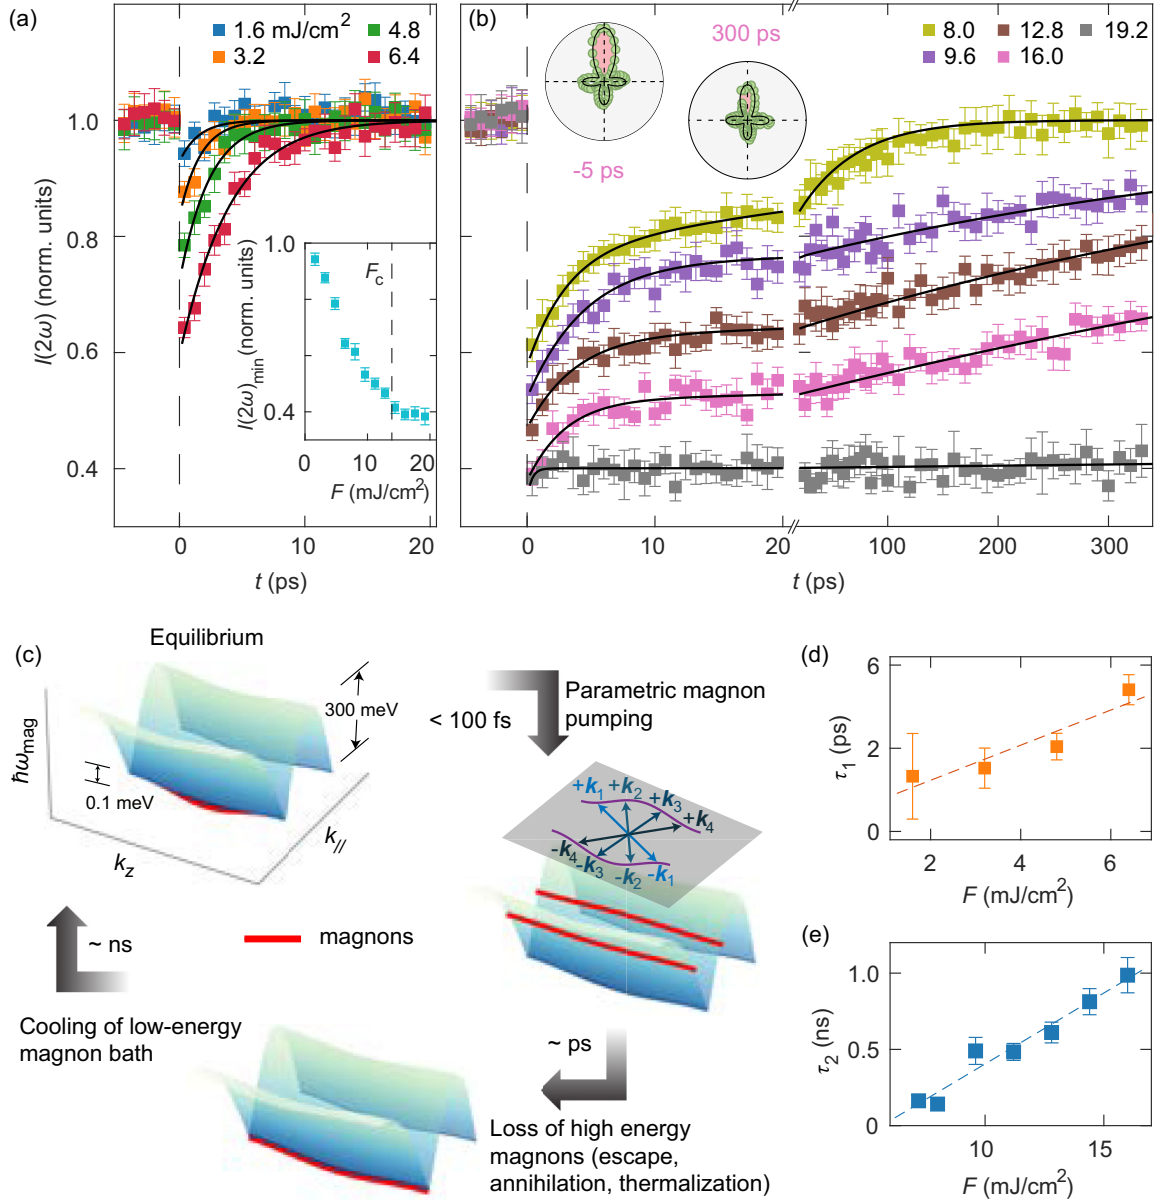 (a)
1.6 mJ/cm²
3.2
4.8
6.4
I(2ω) (norm. units)
1.0
0.8
0.6
0.4
0
10
20
t (ps)
1.0
0.4
I(2ω)min (norm. units)
Fc
0
10
20
F (mJ/cm²)
(b)
-5 ps
300 ps
8.0
9.6
12.8
16.0
19.2
0
10
20
100
200
300
t (ps)
(c)
Equilibrium
ℏωmag
300 meV
0.1 meV
kz
k//
< 100 fs
Parametric magnon
pumping
+k1
+k2
+k3
+k4
-k4
-k3
-k2
-k1
~ ns
magnons
Cooling of low-energy
magnon bath
~ ps
Loss of high energy
magnons (escape,
annihilation, thermalization)
(d)
6
2
0
τ1 (ps)
2
4
6
F (mJ/cm²)
(e)
1.0
0.5
0
τ2 (ns)
10
15
F (mJ/cm²)